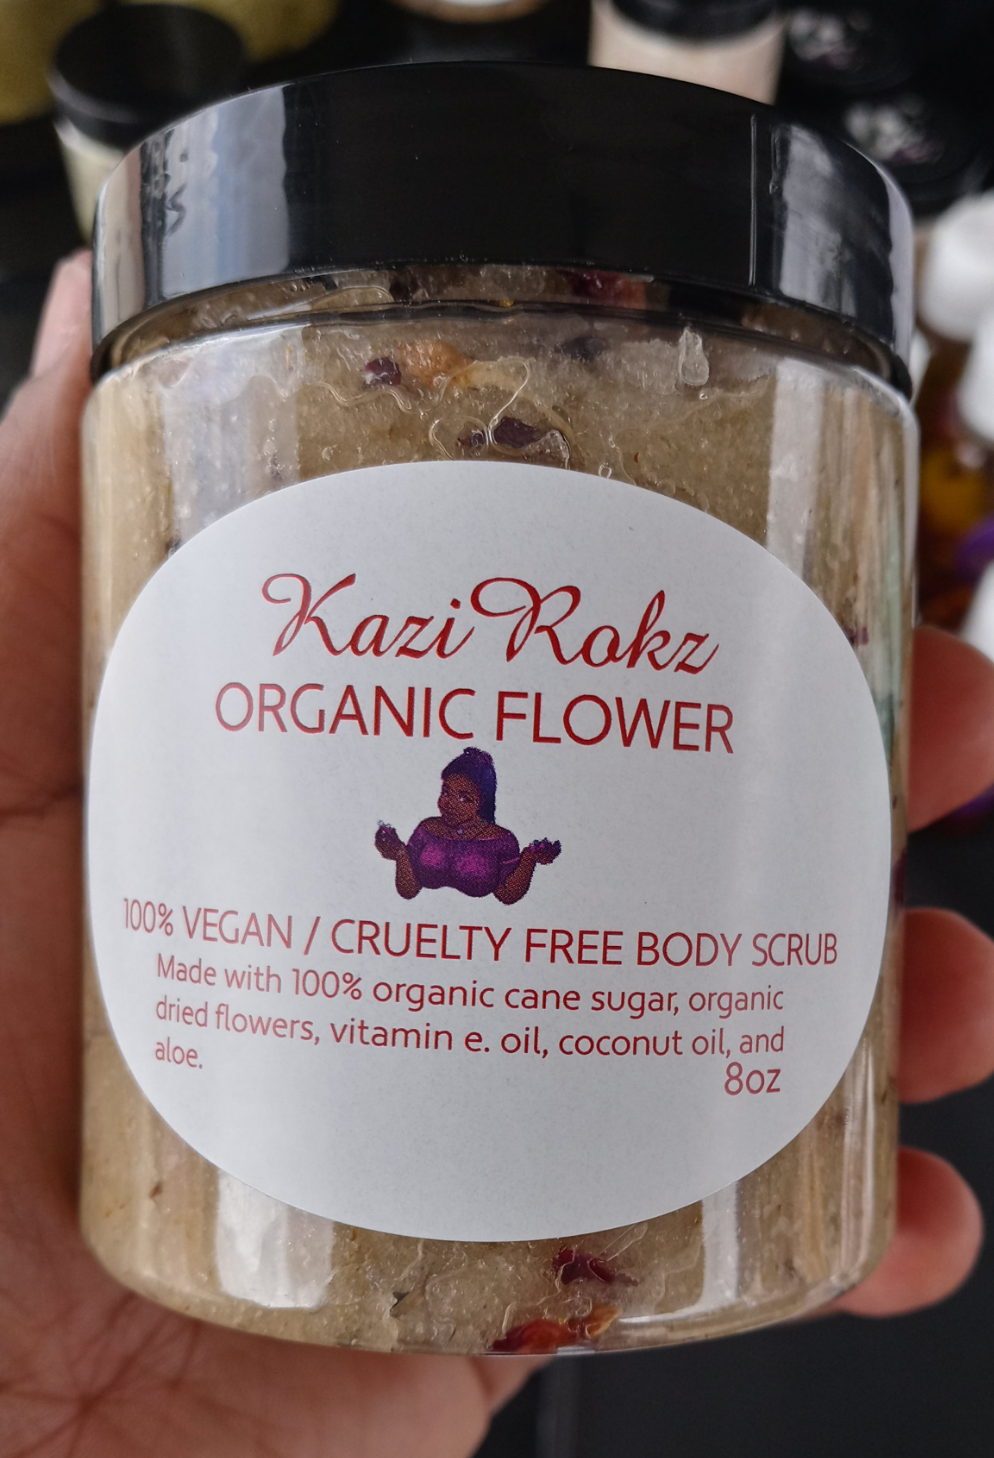 Kazi Rokz
ORGANIC FLOWER
100% VEGAN / CRUELTY FREE BODY SCRUB
Made with 100% organic cane sugar, organic
dried flowers, vitamin e. oil, coconut oil, and
aloe.
8oz